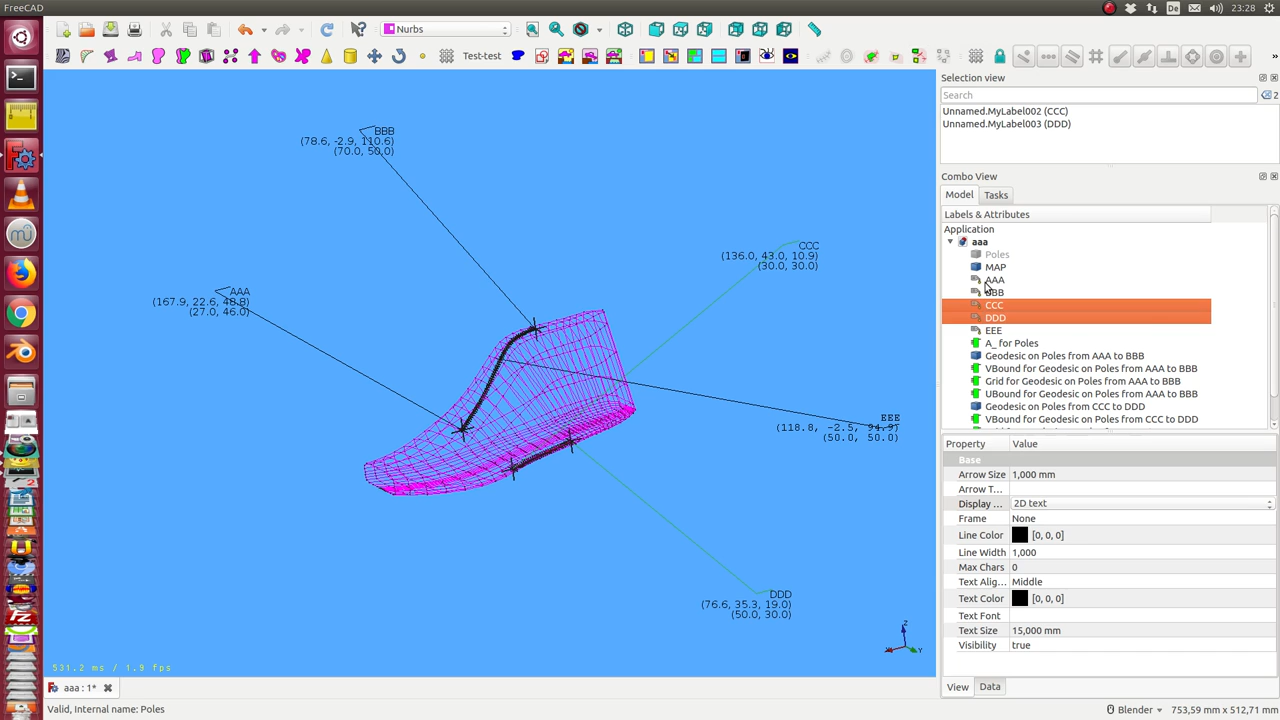 FreeCAD
De
23:28
Nurbs
Test-test
»
Selection view
Search
2
Unnamed.MyLabel002 (CCC)
Unnamed.MyLabel003 (DDD)
Combo View
Model
Tasks
Labels & Attributes
Application
aaa
Poles
MAP
AAA
BBB
CCC
DDD
EEE
A_ for Poles
Geodesic on Poles from AAA to BBB
VBound for Geodesic on Poles from AAA to BBB
Grid for Geodesic on Poles from AAA to BBB
UBound for Geodesic on Poles from AAA to BBB
Geodesic on Poles from CCC to DDD
VBound for Geodesic on Poles from CCC to DDD
Property
Value
Base
Arrow Size
1,000 mm
Arrow T...
Display ...
2D text
Frame
None
Line Color
[0, 0, 0]
Line Width
1,000
Max Chars
0
Text Alig...
Middle
Text Color
[0, 0, 0]
Text Font
Text Size
15,000 mm
Visibility
true
View
Data
BBB
(78.6, -2.9, 110.6)
(70.0, 50.0)
CCC
(136.0, 43.0, 10.9)
(30.0, 30.0)
AAA
(167.9, 22.6, 48.8)
(27.0, 46.0)
EEE
(118.8, -2.5, 94.9)
(50.0, 50.0)
DDD
(76.6, 35.3, 19.0)
(50.0, 30.0)
531.2 ms / 1.9 fps
aaa : 1*
Valid, Internal name: Poles
Blender
753,59 mm x 512,71 mm